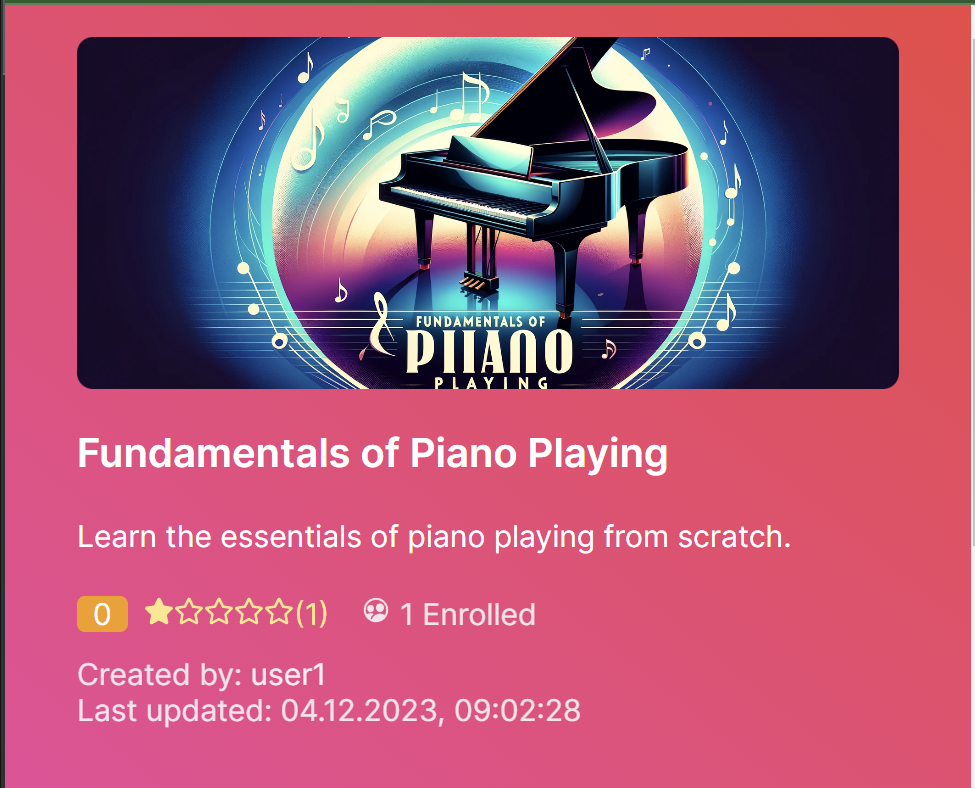 FUNDAMENTALS OF
PIIANO
PLAYING
Fundamentals of Piano Playing
Learn the essentials of piano playing from scratch.
0 (1) 1 Enrolled
Created by: user1
Last updated: 04.12.2023, 09:02:28